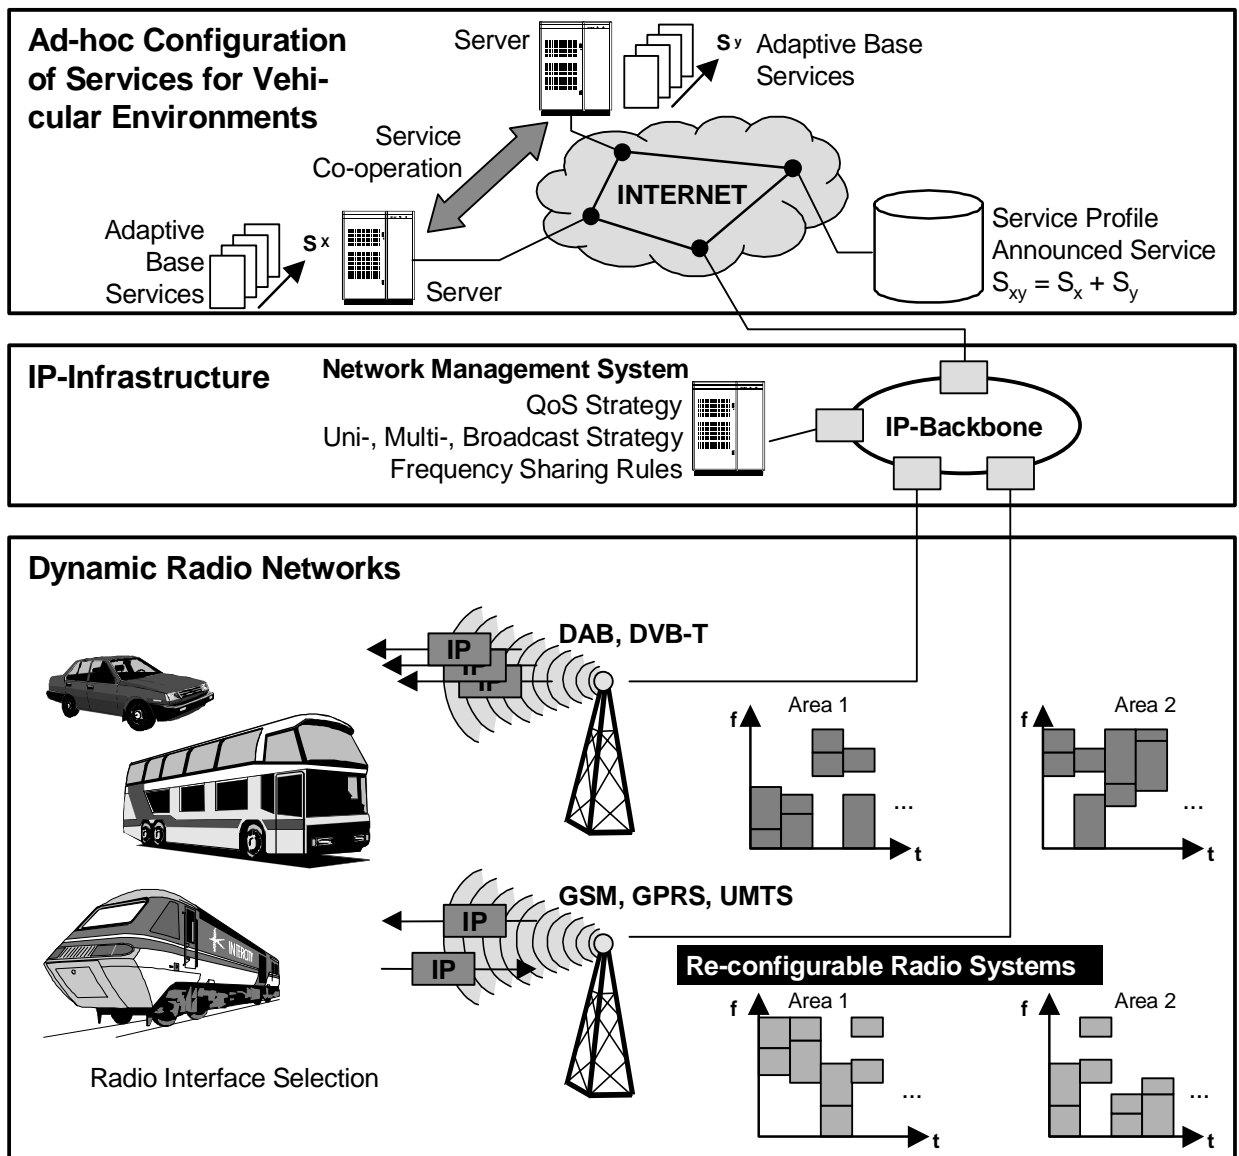 Ad-hoc Configuration
of Services for Vehi-
cular Environments
Server
S y
Adaptive Base
Services
Service
Co-operation
INTERNET
Adaptive
Base
Services
S x
Server
Service Profile
Announced Service
Sxy = Sx + Sy
IP-Infrastructure
Network Management System
QoS Strategy
Uni-, Multi-, Broadcast Strategy
Frequency Sharing Rules
IP-Backbone
Dynamic Radio Networks
DAB, DVB-T
IP
IP
IP
f
Area 1
...
t
f
Area 2
...
t
GSM, GPRS, UMTS
IP
IP
INTERCITY
Re-configurable Radio Systems
f
Area 1
...
t
f
Area 2
...
t
Radio Interface Selection